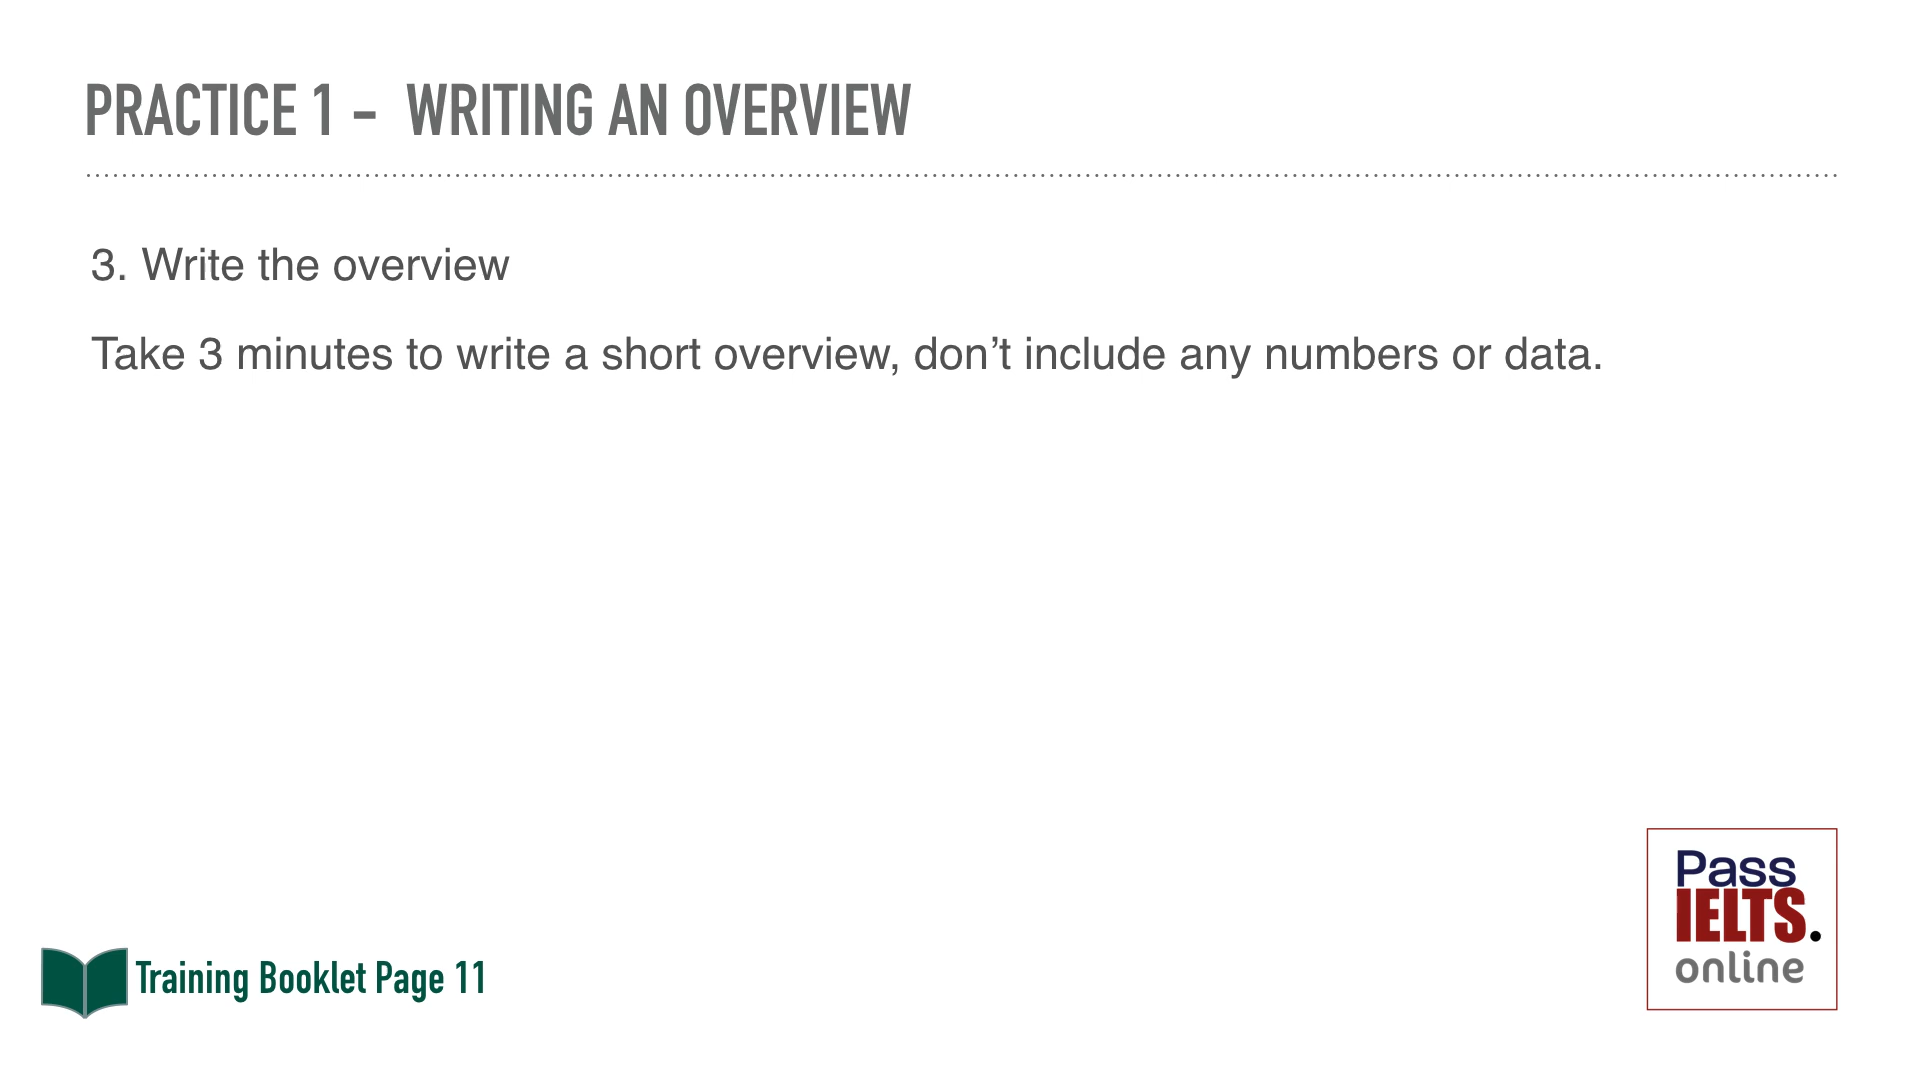 PRACTICE 1 - WRITING AN OVERVIEW
3. Write the overview
Take 3 minutes to write a short overview, don’t include any numbers or data.
Training Booklet Page 11
Pass
IELTS.
online